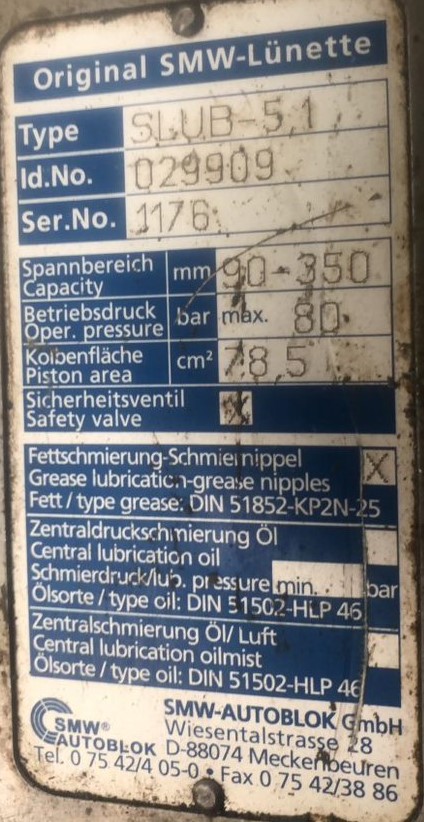 Original SMW-Lünette
Type SLUB-5,1
Id.No. 029909
Ser.No. 1176
Spannbereich
Capacity mm 90-350
Betriebsdruck
Oper. pressure bar max. 80
Kolbenfläche
Piston area cm² 78,5
Sicherheitsventil
Safety valve X
Fettschmierung-Schmiernippel X
Grease lubrication-grease nipples
Fett / type grease: DIN 51852-KP2N-25
Zentraldruckschmierung Öl
Central lubrication oil
Schmierdruck/lub. pressure min. bar
Ölsorte / type oil: DIN 51502-HLP 46
Zentralschmierung Öl/ Luft
Central lubrication oilmist
Ölsorte / type oil: DIN 51502-HLP 46
SMW®
AUTOBLOK
SMW-AUTOBLOK GmbH
Wiesentalstrasse 28
D-88074 Meckenbeuren
Tel. 0 75 42/4 05-0 • Fax 0 75 42/38 86